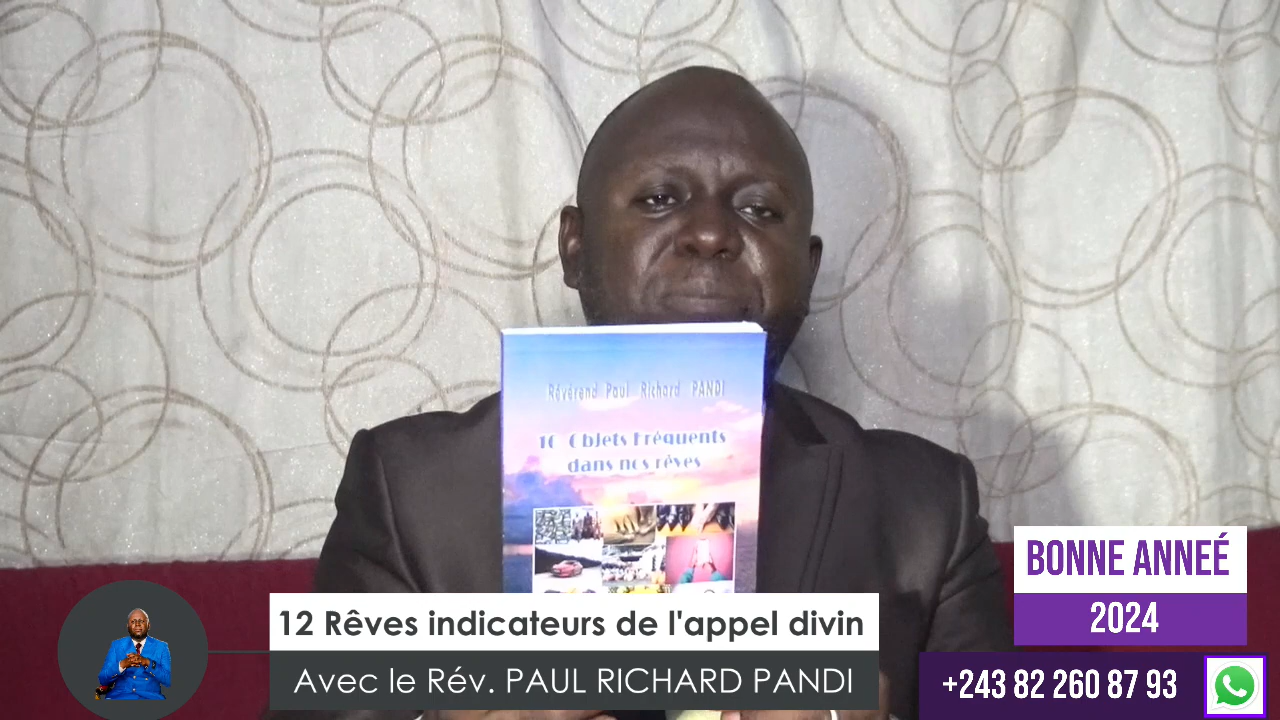 Révérend Paul Richard PANDI
10 Objets Fréquents
dans nos rêves
12 Rêves indicateurs de l'appel divin
Avec le Rév. PAUL RICHARD PANDI
BONNE ANNEÉ
2024
+243 82 260 87 93